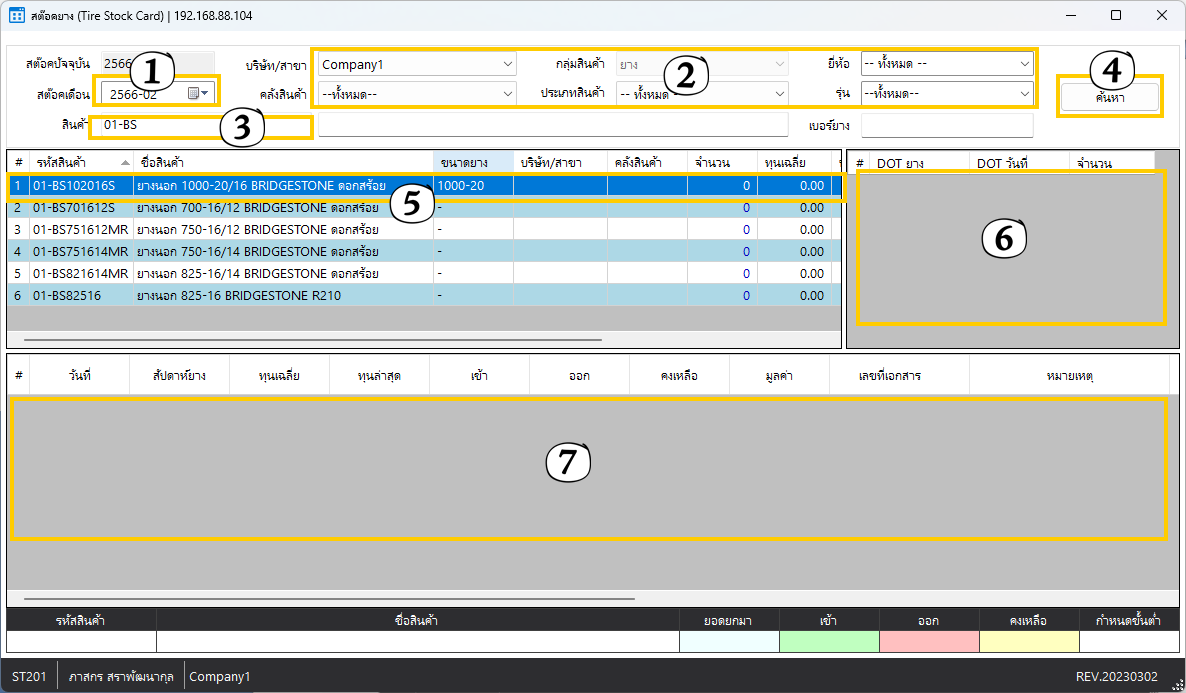 สต๊อคยาง (Tire Stock Card) | 192.168.88.104
สต๊อคปัจจุบัน 2566 1 บริษัท/สาขา Company1 กลุ่มสินค้า ยาง 2 ยี่ห้อ -- ทั้งหมด -- 4
สต๊อคเดือน 2566-02 คลังสินค้า --ทั้งหมด-- ประเภทสินค้า -- ทั้งหมด -- รุ่น --ทั้งหมด-- ค้นหา
สินค้า 01-BS 3 เบอร์ยาง
# รหัสสินค้า ชื่อสินค้า ขนาดยาง บริษัท/สาขา คลังสินค้า จำนวน ทุนเฉลี่ย
1 01-BS102016S ยางนอก 1000-20/16 BRIDGESTONE ดอกสร้อย 1000-20 0 0.00
5
2 01-BS701612S ยางนอก 700-16/12 BRIDGESTONE ดอกสร้อย - 0 0.00
3 01-BS751612MR ยางนอก 750-16/12 BRIDGESTONE ดอกสร้อย - 0 0.00
4 01-BS751614MR ยางนอก 750-16/14 BRIDGESTONE ดอกสร้อย - 0 0.00
5 01-BS821614MR ยางนอก 825-16/14 BRIDGESTONE ดอกสร้อย - 0 0.00
6 01-BS82516 ยางนอก 825-16 BRIDGESTONE R210 - 0 0.00
# DOT ยาง DOT วันที่ จำนวน
6
# วันที่ สัปดาห์ยาง ทุนเฉลี่ย ทุนล่าสุด เข้า ออก คงเหลือ มูลค่า เลขที่เอกสาร หมายเหตุ
7
รหัสสินค้า ชื่อสินค้า ยอดยกมา เข้า ออก คงเหลือ กำหนดขั้นต่ำ
ST201 ภาสกร สราพัฒนากุล Company1 REV.20230302